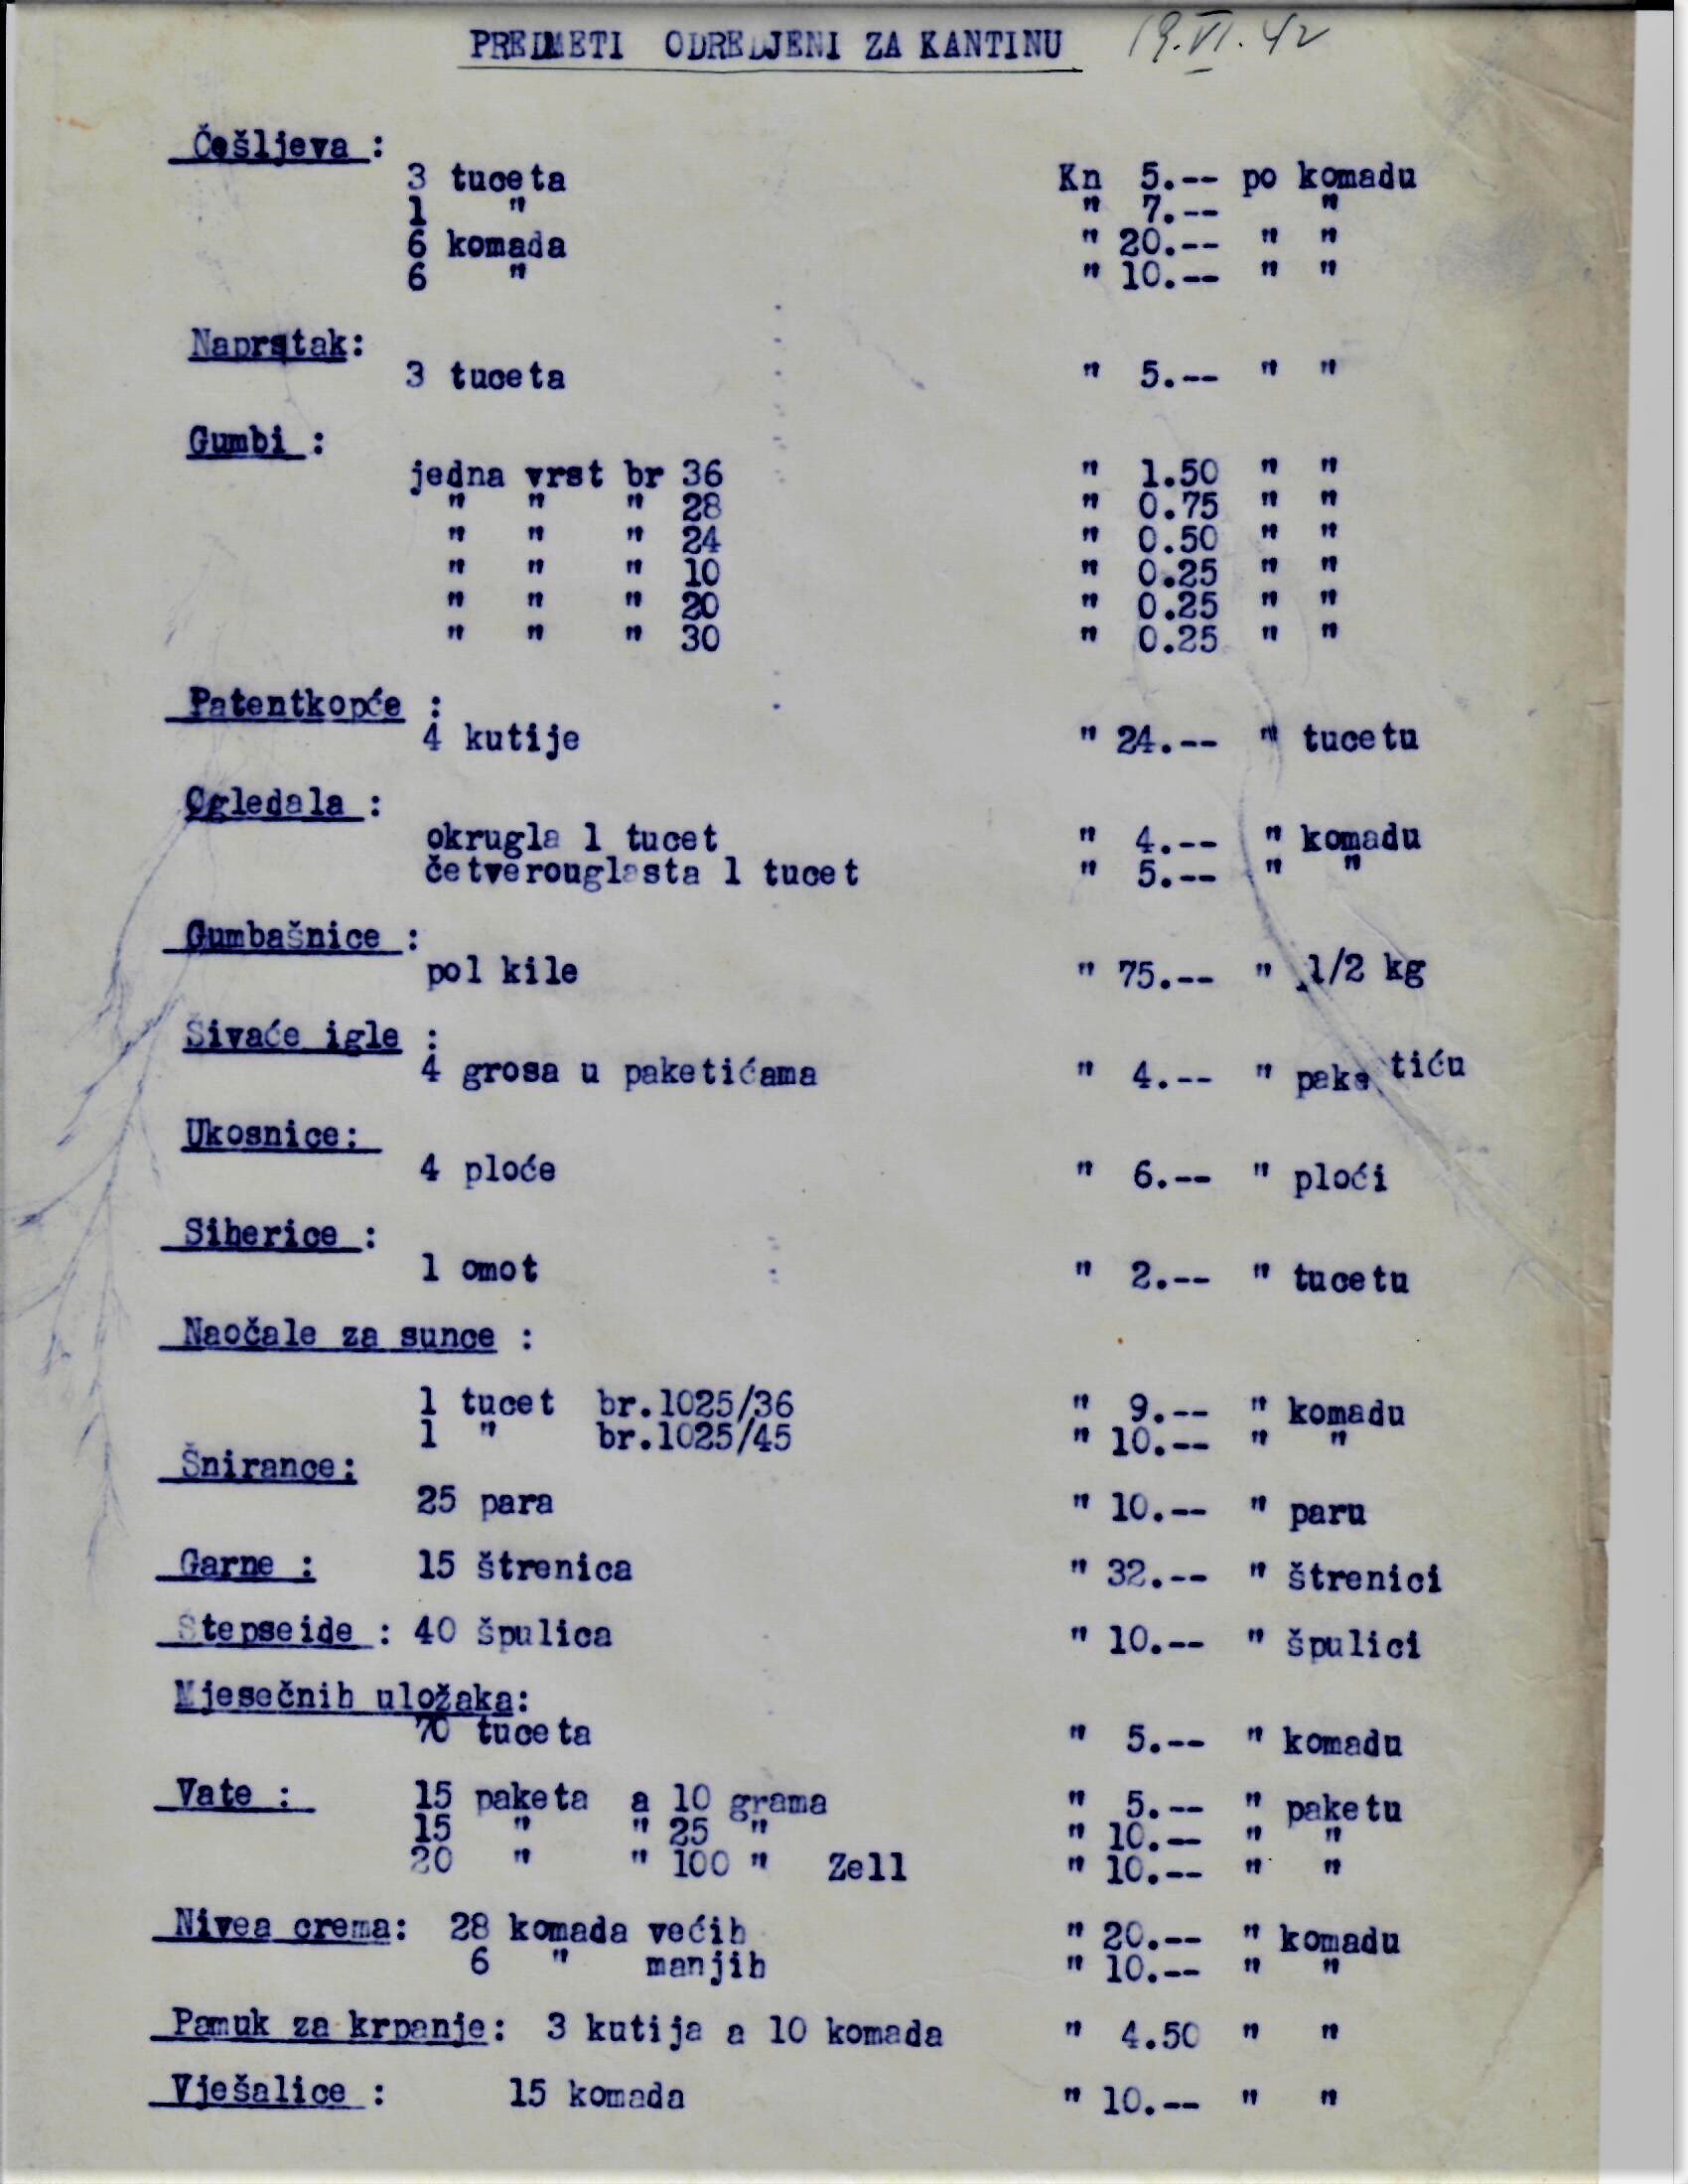 PREDMETI ODREDJENI ZA KANTINU 19.VI.42
Češljeva :
3 tuceta Kn 5.-- po komadu
1 " " 7.-- "
6 komada " 20.-- " "
6 " " 10.-- " "
Naprstak:
3 tuceta " 5.-- " "
Gumbi :
jedna vrst br 36 " 1.50 " "
" " " 28 " 0.75 " "
" " " 24 " 0.50 " "
" " " 10 " 0.25 " "
" " " 20 " 0.25 " "
" " " 30 " 0.25 " "
Patentkopće :
4 kutije " 24.-- " tucetu
Ogledala :
okrugla 1 tucet " 4.-- " komadu
četverouglasta 1 tucet " 5.-- " "
Gumbašnice :
pol kile " 75.-- " 1/2 kg
Šivaće igle :
4 grosa u paketićama " 4.-- " paketiću
Ukosnice:
4 ploće " 6.-- " ploći
Siherice :
1 omot " 2.-- " tucetu
Naočale za sunce :
1 tucet br.1025/36 " 9.-- " komadu
1 " br.1025/45 " 10.-- " "
Šnirance:
25 para " 10.-- " paru
Garne : 15 štrenica " 32.-- " štrenici
Stepseide : 40 špulica " 10.-- " špulici
Mjesečnih uložaka:
70 tuceta " 5.-- " komadu
Vate : 15 paketa a 10 grama " 5.-- " paketu
15 " " 25 " " 10.-- " "
20 " " 100 " Zell " 10.-- " "
Nivea crema: 28 komada većih " 20.-- " komadu
6 " manjih " 10.-- " "
Pamuk za krpanje: 3 kutija a 10 komada " 4.50 " "
Vješalice : 15 komada " 10.-- " "